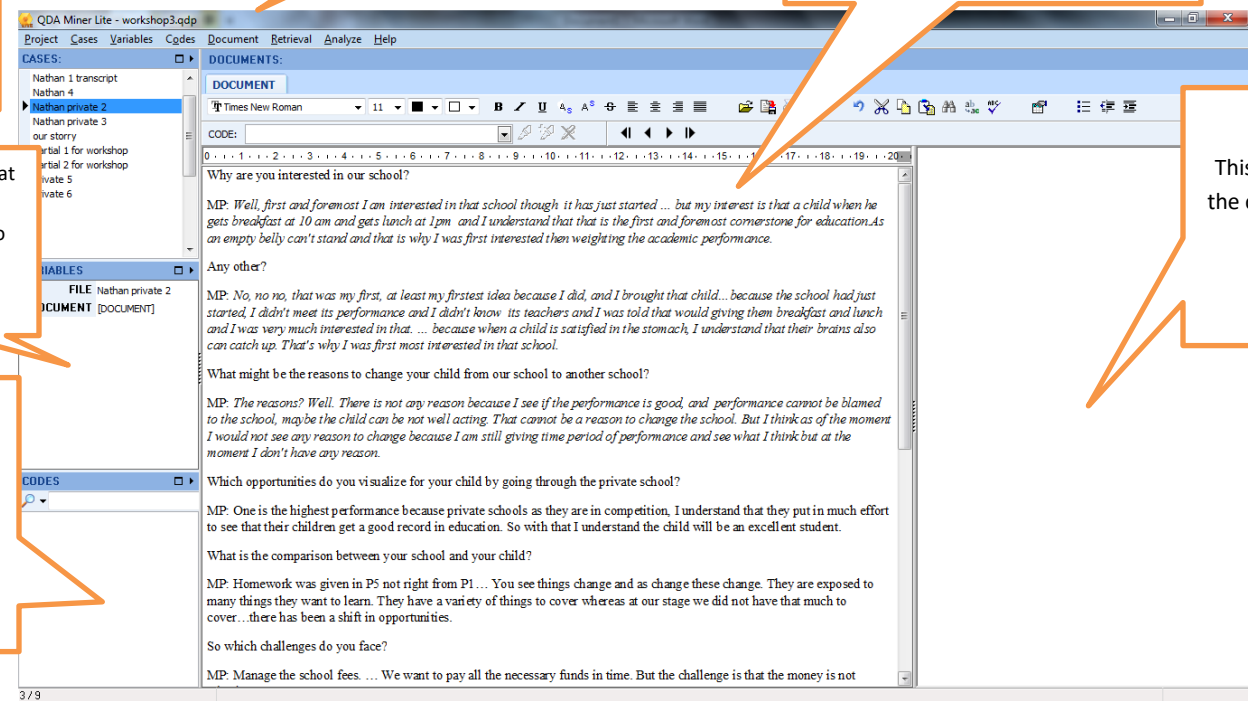 QDA Miner Lite - workshop3.qdp
Project Cases Variables Codes Document Retrieval Analyze Help
CASES:
Nathan 1 transcript
Nathan 4
Nathan private 2
Nathan private 3
our storry
artial 1 for workshop
artial 2 for workshop
ivate 5
ivate 6
at
RIABLES
FILE Nathan private 2
OCUMENT [DOCUMENT]
CODES
3 / 9
DOCUMENTS:
DOCUMENT
Times New Roman 11 B I U
CODE:
0 1 2 3 4 5 6 7 8 9 10 11 12 13 14 15 17 18 19 20
Why are you interested in our school?
MP: Well, first and foremost I am interested in that school though it has just started ... but my interest is that a child when he
gets breakfast at 10 am and gets lunch at 1pm and I understand that that is the first and foremost cornerstone for education.As
an empty belly can't stand and that is why I was first interested then weighting the academic performance.
Any other?
MP: No, no no, that was my first, at least my firstest idea because I did, and I brought that child... because the school had just
started, I didn't meet its performance and I didn't know its teachers and I was told that would giving them breakfast and lunch
and I was very much interested in that. ... because when a child is satisfied in the stomach, I understand that their brains also
can catch up. That's why I was first most interested in that school.
What might be the reasons to change your child from our school to another school?
MP: The reasons? Well. There is not any reason because I see if the performance is good, and performance cannot be blamed
to the school, maybe the child can be not well acting. That cannot be a reason to change the school. But I think as of the moment
I would not see any reason to change because I am still giving time period of performance and see what I think but at the
moment I don't have any reason.
Which opportunities do you visualize for your child by going through the private school?
MP: One is the highest performance because private schools as they are in competition, I understand that they put in much effort
to see that their children get a good record in education. So with that I understand the child will be an excellent student.
What is the comparison between your school and your child?
MP: Homework was given in P5 not right from P1… You see things change and as change these change. They are exposed to
many things they want to learn. They have a variety of things to cover whereas at our stage we did not have that much to
cover…there has been a shift in opportunities.
So which challenges do you face?
MP: Manage the school fees. … We want to pay all the necessary funds in time. But the challenge is that the money is not
This
the